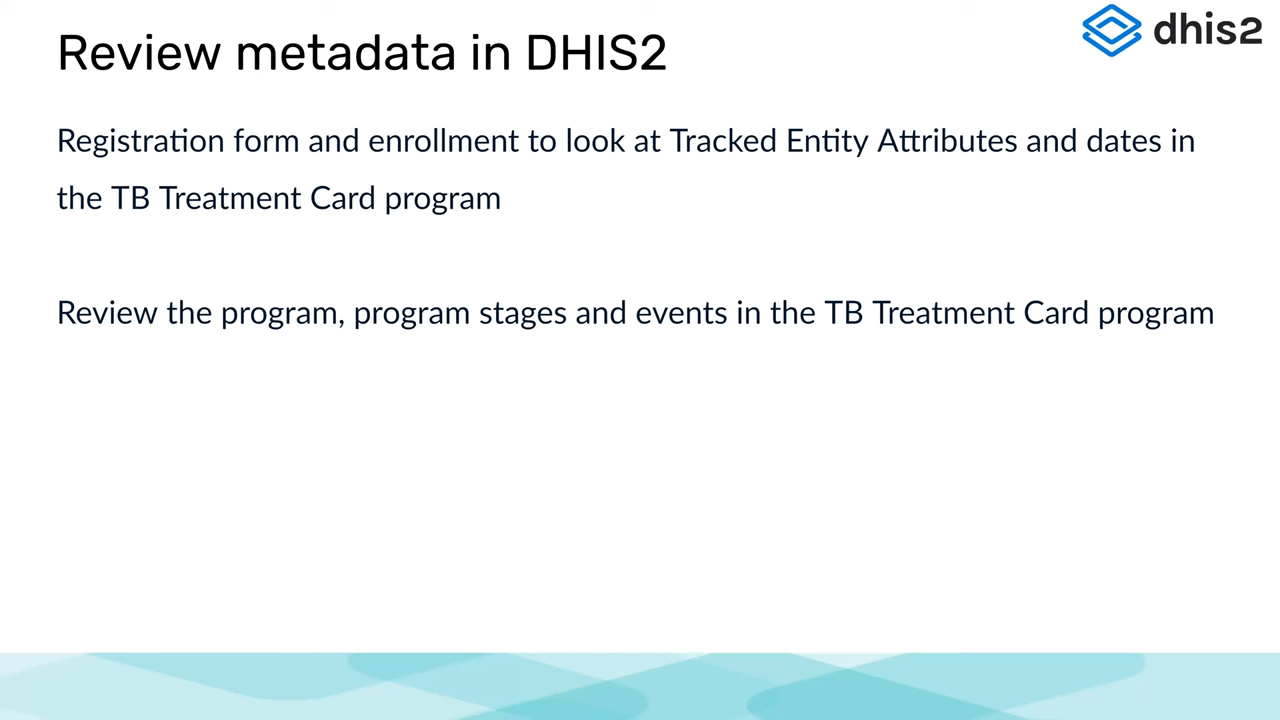 Review metadata in DHIS2
dhis2
Registration form and enrollment to look at Tracked Entity Attributes and dates in
the TB Treatment Card program
Review the program, program stages and events in the TB Treatment Card program